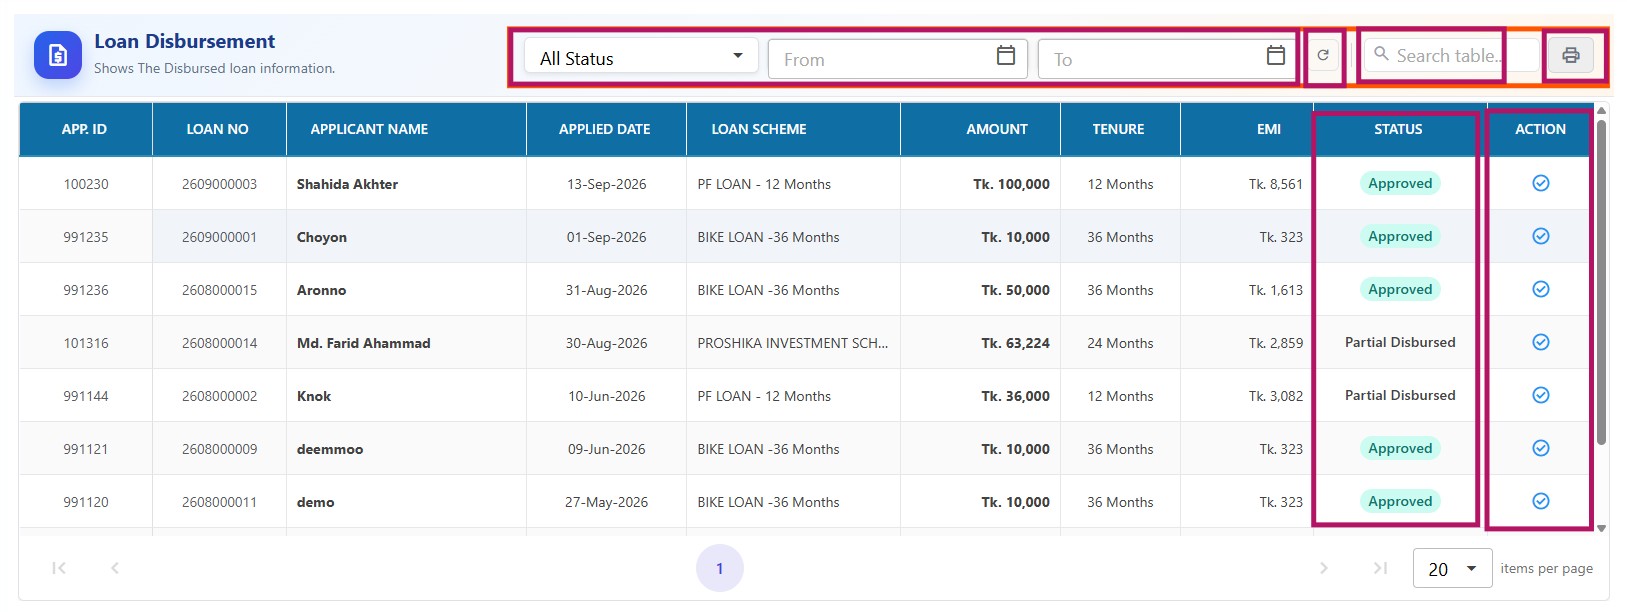 Loan Disbursement
Shows The Disbursed loan information.
All Status From To Search table..
APP. ID LOAN NO APPLICANT NAME APPLIED DATE LOAN SCHEME AMOUNT TENURE EMI STATUS ACTION
100230 2609000003 Shahida Akhter 13-Sep-2026 PF LOAN - 12 Months Tk. 100,000 12 Months Tk. 8,561 Approved
991235 2609000001 Choyon 01-Sep-2026 BIKE LOAN -36 Months Tk. 10,000 36 Months Tk. 323 Approved
991236 2608000015 Aronno 31-Aug-2026 BIKE LOAN -36 Months Tk. 50,000 36 Months Tk. 1,613 Approved
101316 2608000014 Md. Farid Ahammad 30-Aug-2026 PROSHIKA INVESTMENT SCH... Tk. 63,224 24 Months Tk. 2,859 Partial Disbursed
991144 2608000002 Knok 10-Jun-2026 PF LOAN - 12 Months Tk. 36,000 12 Months Tk. 3,082 Partial Disbursed
991121 2608000009 deemmoo 09-Jun-2026 BIKE LOAN -36 Months Tk. 10,000 36 Months Tk. 323 Approved
991120 2608000011 demo 27-May-2026 BIKE LOAN -36 Months Tk. 10,000 36 Months Tk. 323 Approved
1 20 items per page